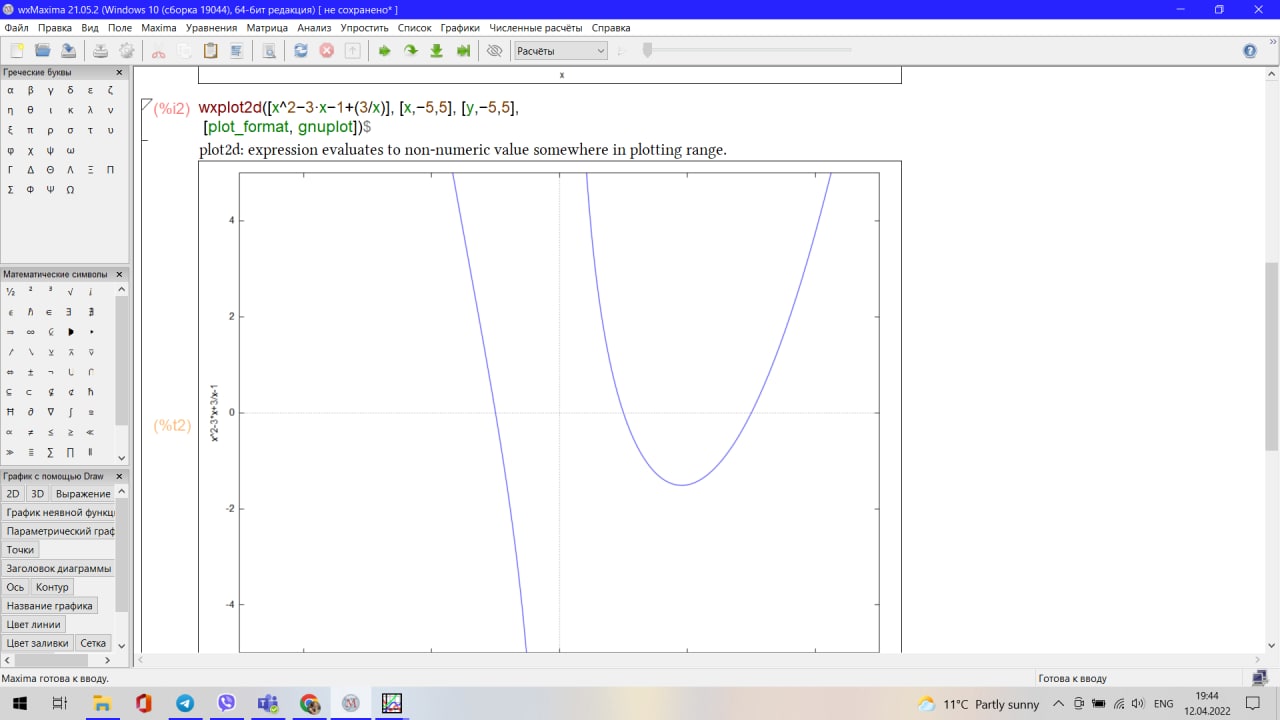 wxMaxima 21.05.2 (Windows 10 (сборка 19044), 64-бит редакция) [ не сохранено* ]
Файл Правка Вид Поле Maxima Уравнения Матрица Анализ Упростить Список Графики Численные расчёты Справка
Расчёты
Греческие буквы
α β γ δ ε ζ
η θ ι κ λ ν
ξ π ρ σ τ υ
φ χ ψ ω
Γ Δ Θ Λ Ξ Π
Σ Φ Ψ Ω
Математические символы
½ ² ³ √ ⅈ
ϵ ℏ ∈ ∃ ∄
⇒ ∞
⇔ ± ¬ ∪ ∩
⊆ ⊂ ⊈ ⊄ ħ
Ħ ∂ ∇ ∫ ≅
∝ ≠ ≤ ≥ ≪
≫ ≣ ∑ ∏ ∥
График с помощью Draw
2D 3D Выражение
График неявной функц
Параметрический граф
Точки
Заголовок диаграммы
Ось Контур
Название графика
Цвет линии
Цвет заливки Сетка
x
(%i2) wxplot2d([x^2−3·x−1+(3/x)], [x,−5,5], [y,−5,5],
[plot_format, gnuplot])$
plot2d: expression evaluates to non-numeric value somewhere in plotting range.
(%t2)
x^2-3*x+3/x-1
4
2
0
-2
-4
Maxima готова к вводу.
Готова к вводу
11°C Partly sunny
ENG
19:44
12.04.2022